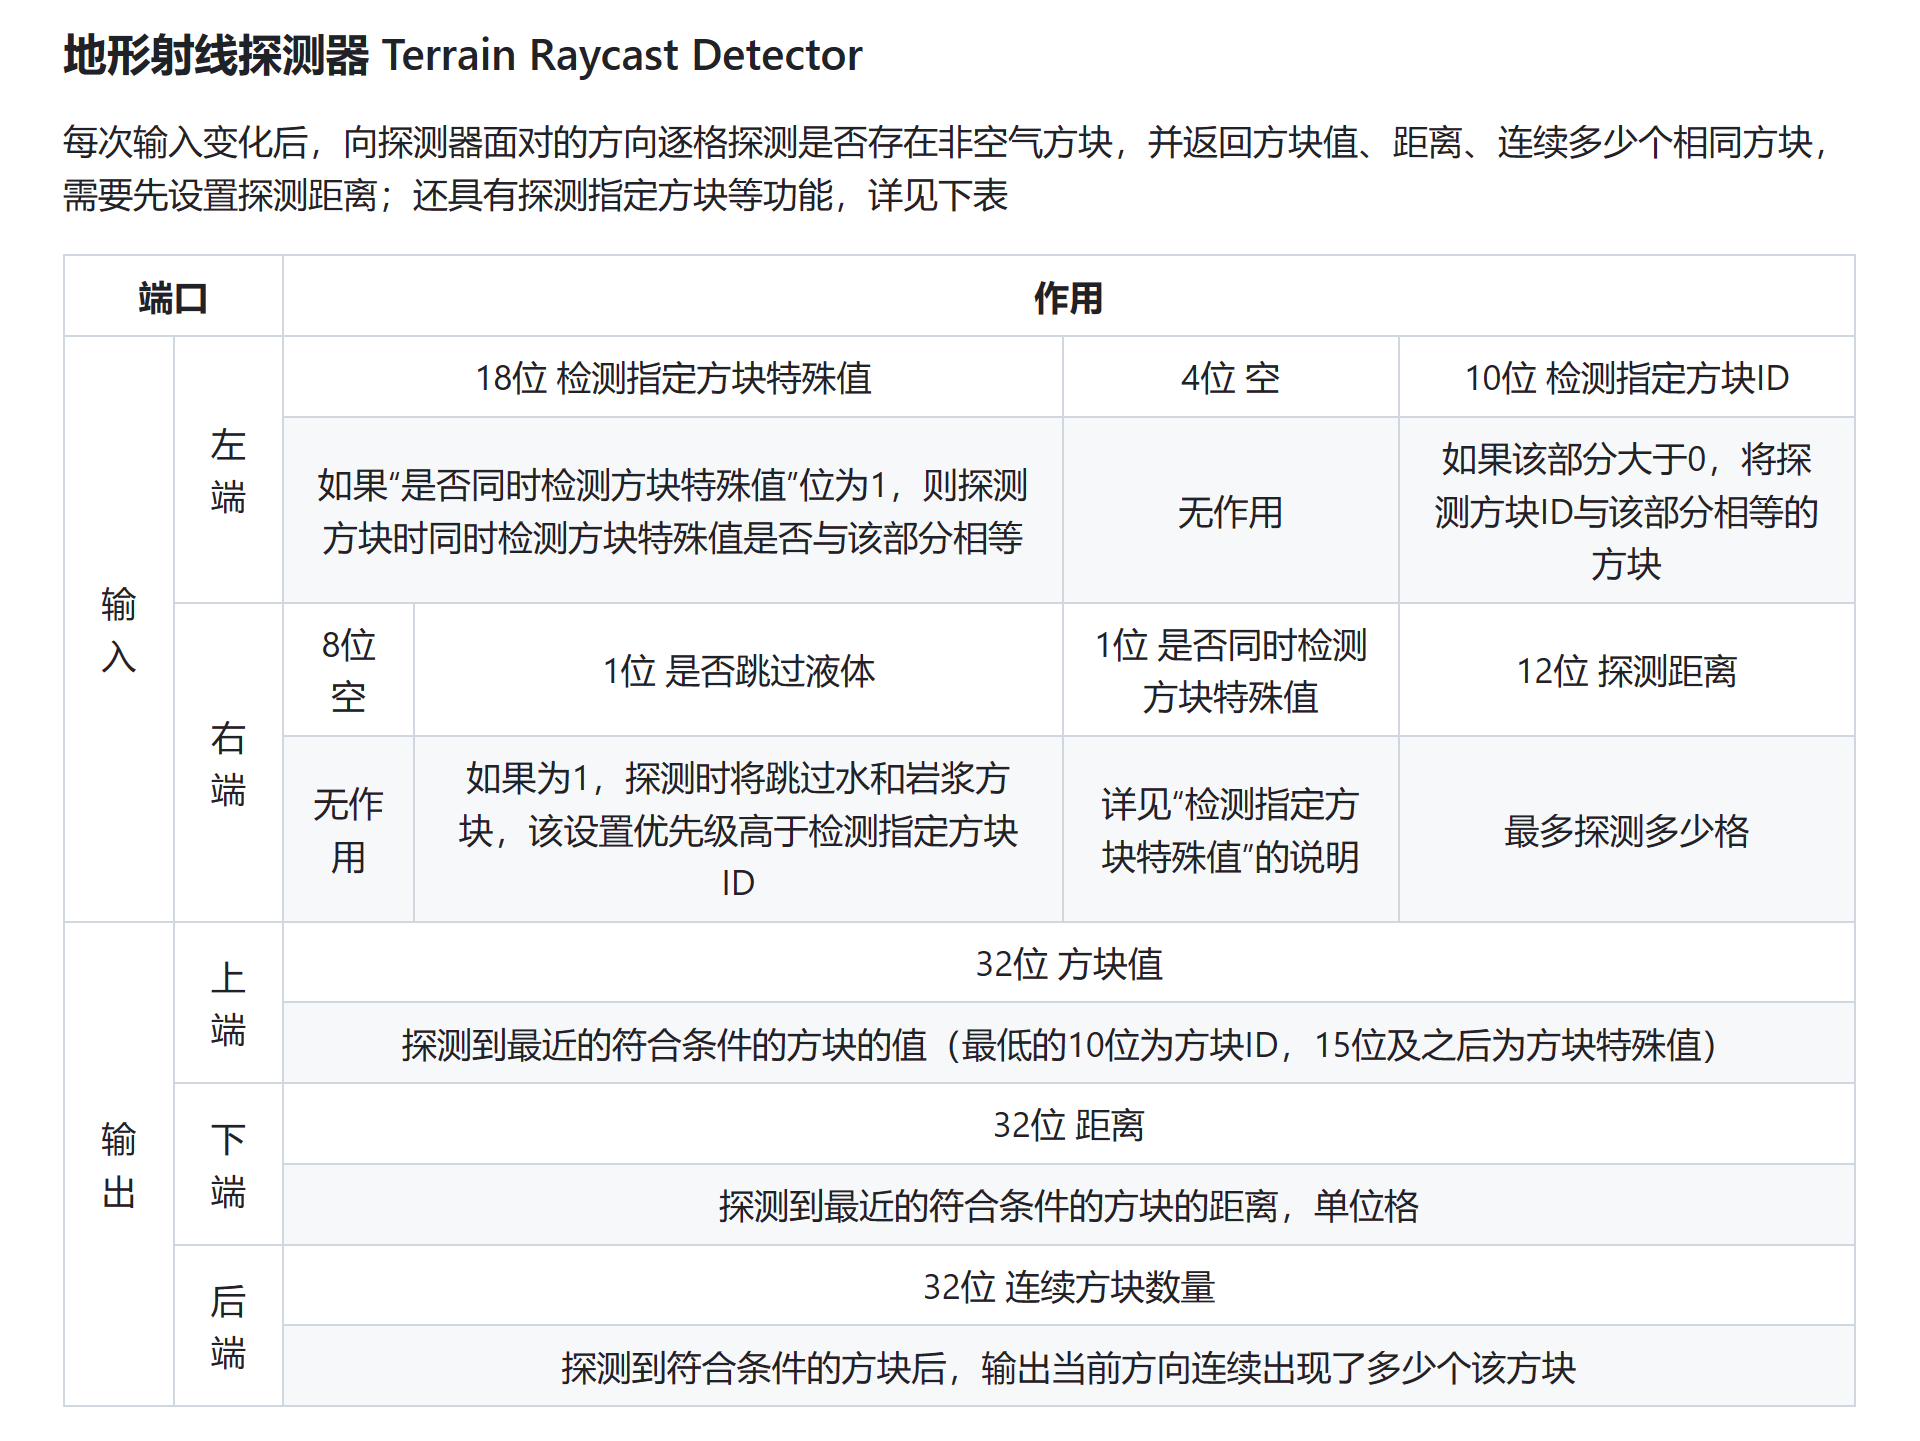 地形射线探测器 Terrain Raycast Detector
每次输入变化后，向探测器面对的方向逐格探测是否存在非空气方块，并返回方块值、距离、连续多少个相同方块，
需要先设置探测距离；还具有探测指定方块等功能，详见下表
端口
作用
输
入
左
端
18位 检测指定方块特殊值
4位 空
10位 检测指定方块ID
如果“是否同时检测方块特殊值”位为1，则探测
方块时同时检测方块特殊值是否与该部分相等
无作用
如果该部分大于0，将探
测方块ID与该部分相等的
方块
右
端
8位
空
1位 是否跳过液体
1位 是否同时检测
方块特殊值
12位 探测距离
无作
用
如果为1，探测时将跳过水和岩浆方
块，该设置优先级高于检测指定方块
ID
详见“检测指定方
块特殊值”的说明
最多探测多少格
输
出
上
端
32位 方块值
探测到最近的符合条件的方块的值（最低的10位为方块ID，15位及之后为方块特殊值）
下
端
32位 距离
探测到最近的符合条件的方块的距离，单位格
后
端
32位 连续方块数量
探测到符合条件的方块后，输出当前方向连续出现了多少个该方块